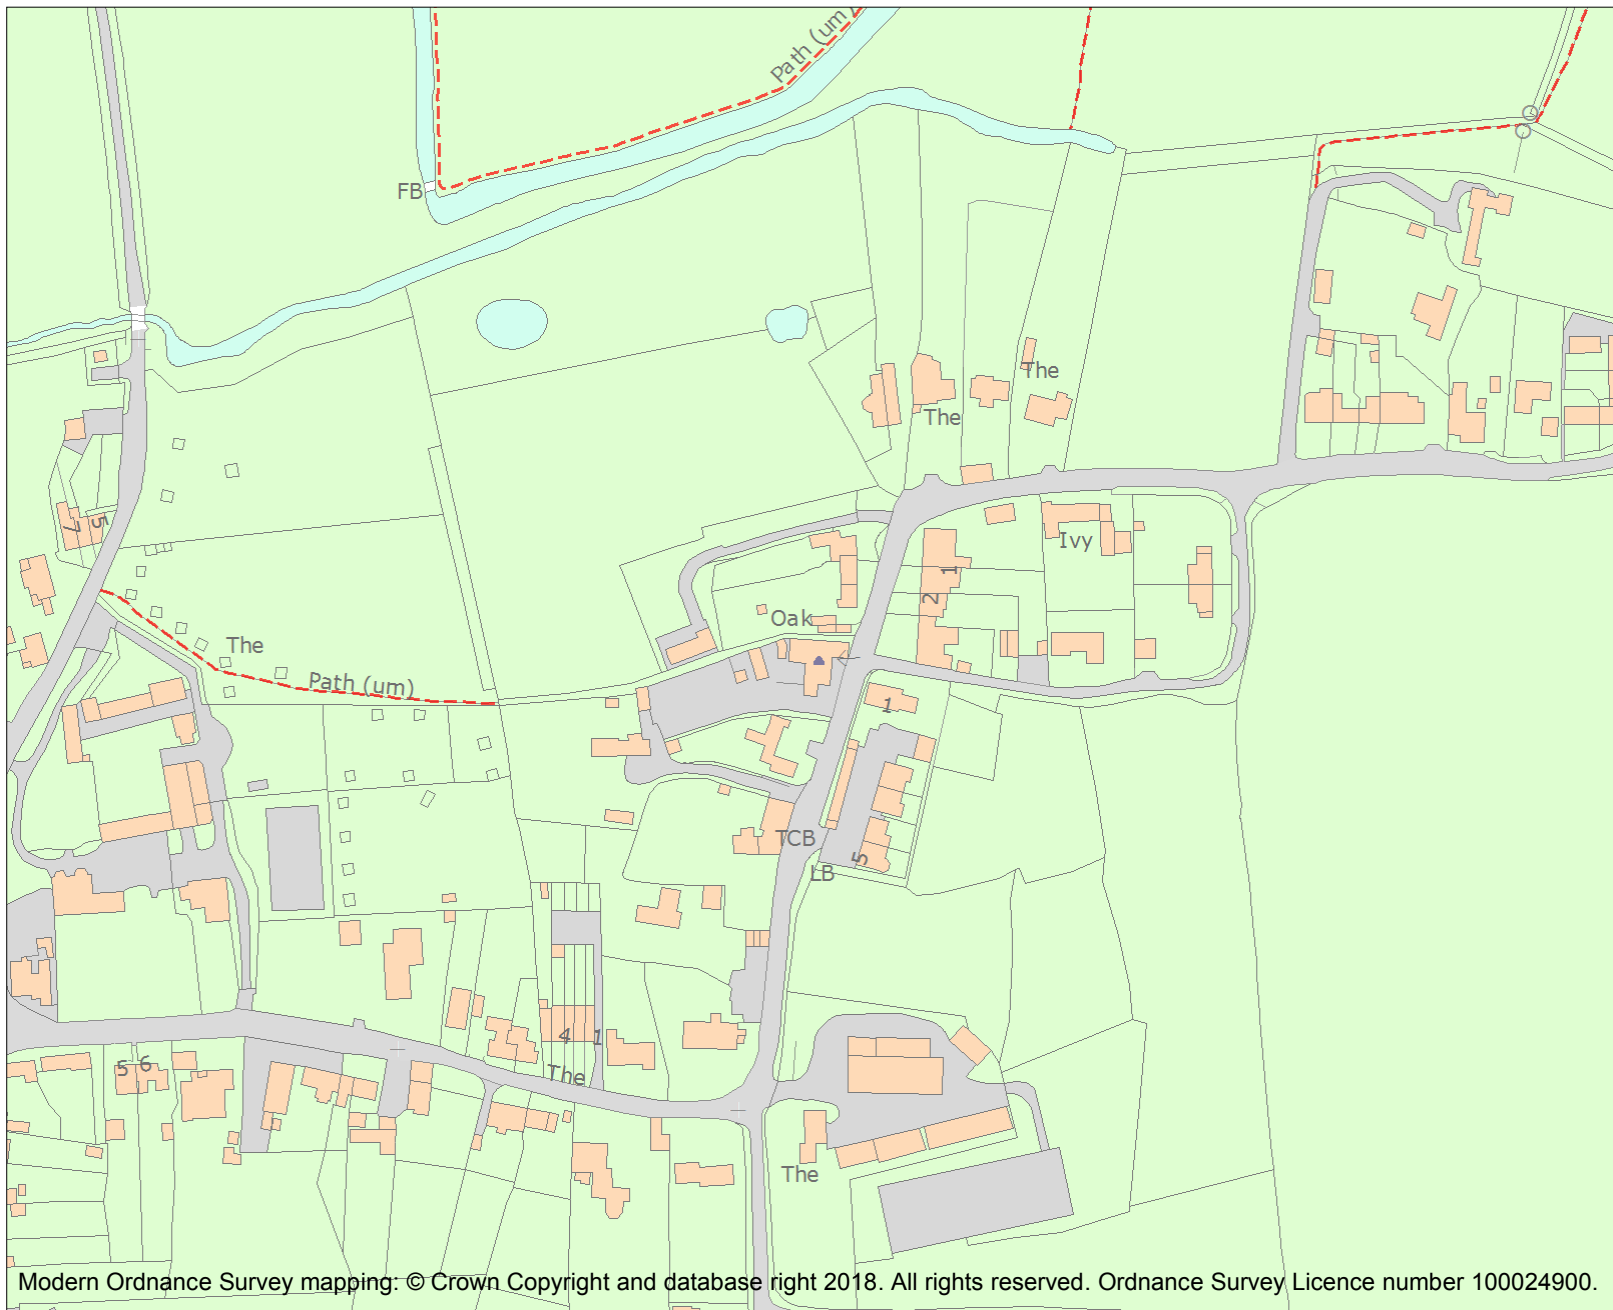 Path (um)
FB
The
The
7
5
Ivy
1
2
Oak
The
Path (um)
1
TCB
5
LB
4
1
The
5
6
The
Modern Ordnance Survey mapping: © Crown Copyright and database right 2018. All rights reserved. Ordnance Survey Licence number 100024900.